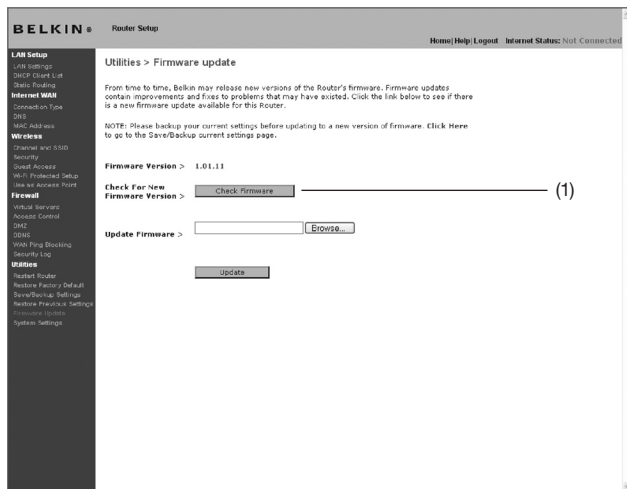 BELKIN® Router Setup
Home|Help|Logout Internet Status: Not Connected
LAN Setup
LAN Settings
DHCP Client List
Static Routing
Internet WAN
Connection Type
DNS
MAC Address
Wireless
Channel and SSID
Security
Guest Access
Wi-Fi Protected Setup
Use as Access Point
Firewall
Virtual Servers
Access Control
DMZ
DDNS
WAN Ping Blocking
Security Log
Utilities
Restart Router
Restore Factory Default
Save/Backup Settings
Restore Previous Settings
Firmware Update
System Settings
Utilities > Firmware update
From time to time, Belkin may release new versions of the Router's firmware. Firmware updates
contain improvements and fixes to problems that may have existed. Click the link below to see if there
is a new firmware update available for this Router.
NOTE: Please backup your current settings before updating to a new version of firmware. Click Here
to go to the Save/Backup current settings page.
Firmware Version > 1.01.11
Check For New
Firmware Version > Check Firmware (1)
Update Firmware > Browse...
Update